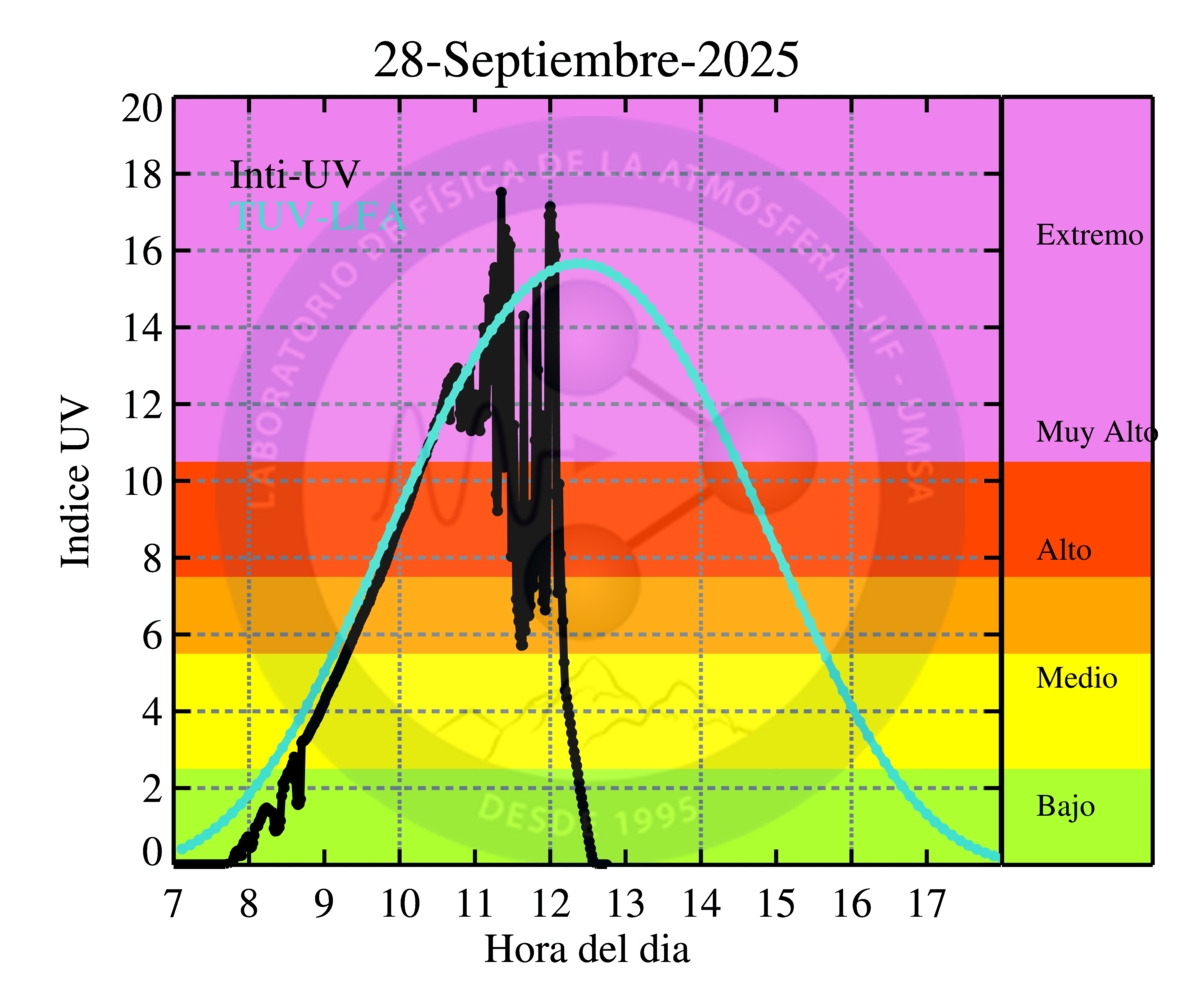 28-Septiembre-2025
20
18
16
14
12
10
8
6
4
2
0
Indice UV
Inti-UV
TUV-LFA
LABORATORIO DE FÍSICA DE LA ATMÓSFERA - IIF - UMSA
DESDE 1995
Extremo
Muy Alto
Alto
Medio
Bajo
7 8 9 10 11 12 13 14 15 16 17
Hora del dia